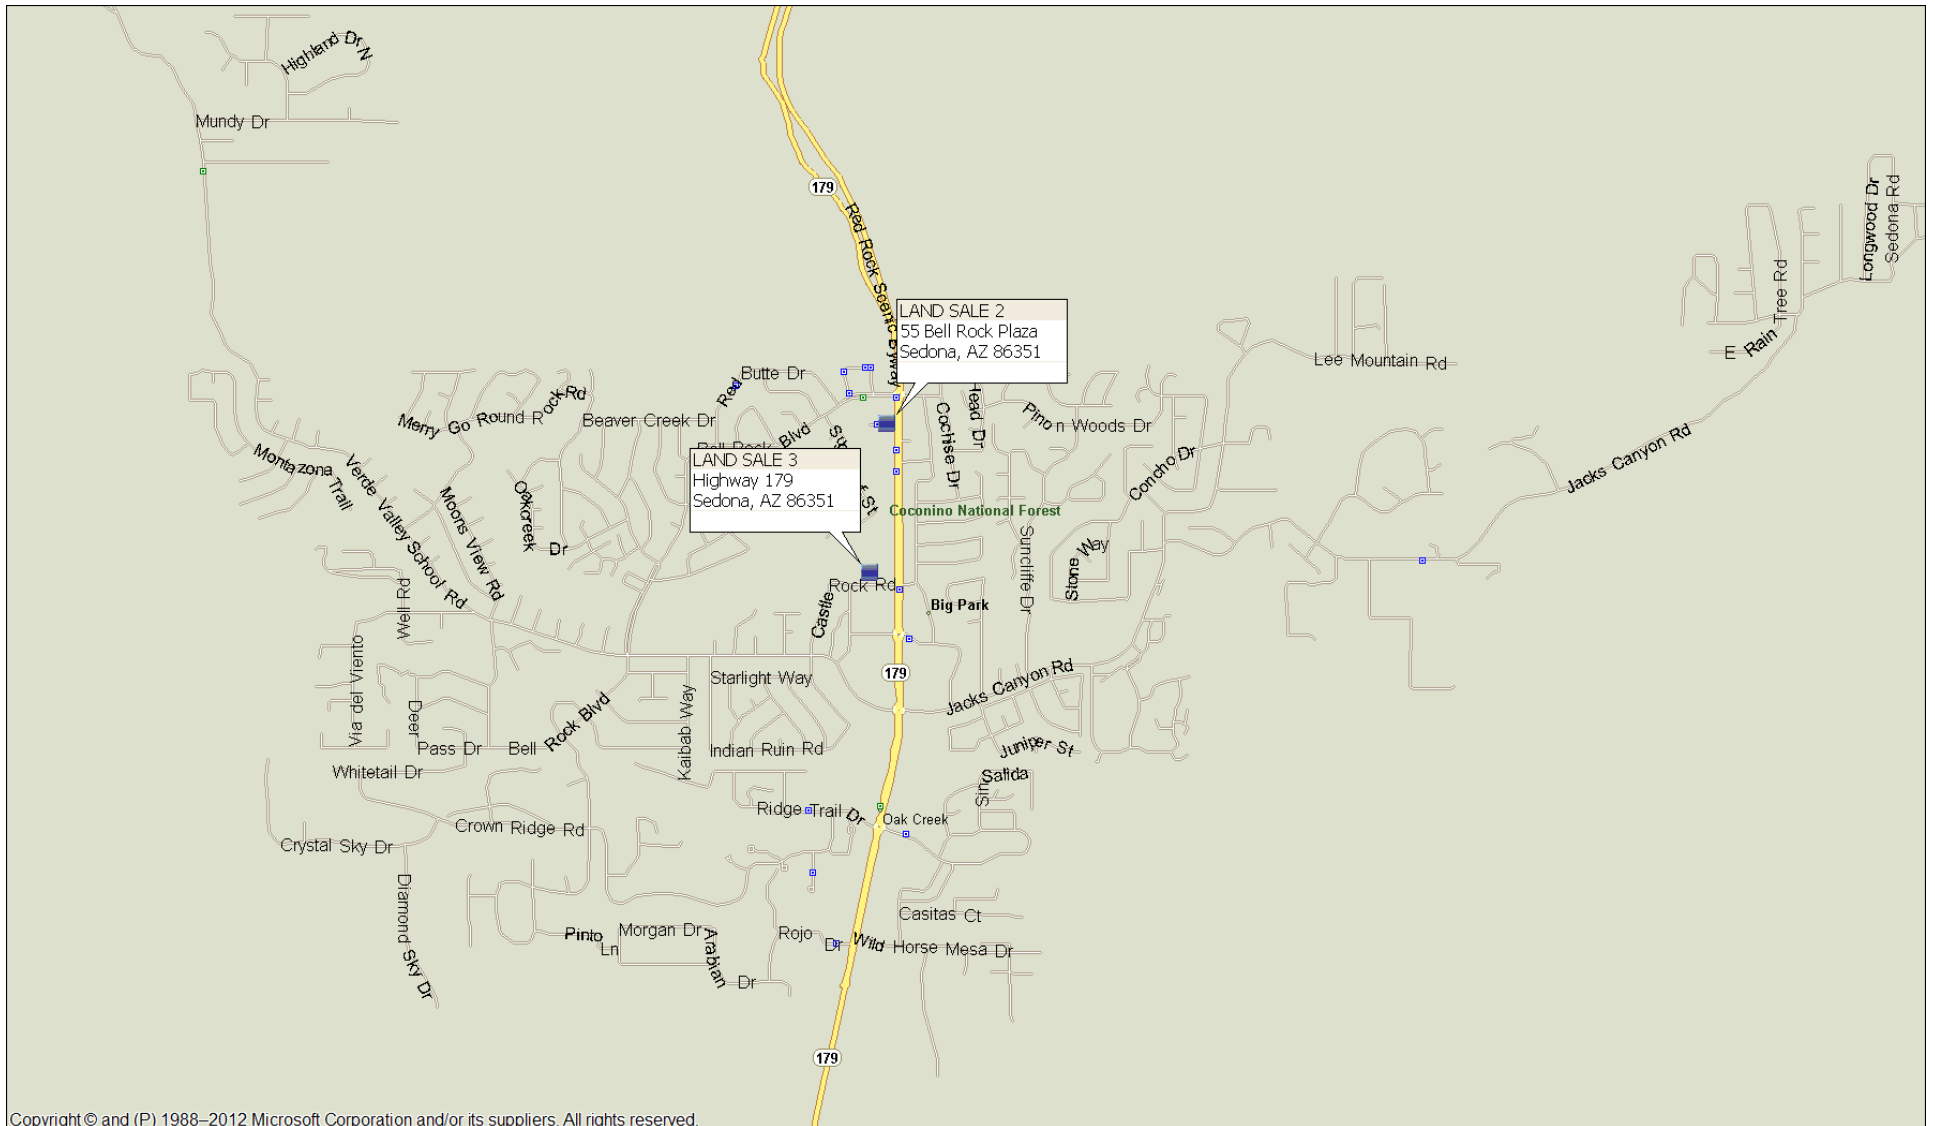 Highland Dr N
Mundy Dr
179
Red Rock Scenic Byway
Longwood Dr
Sedona Rd
Rain Tree Rd
E
LAND SALE 2
55 Bell Rock Plaza
Sedona, AZ 86351
Lee Mountain Rd
Red Butte Dr
Merry Go Round Rock Rd
Beaver Creek Dr
Bell Rock Blvd
Cochise Dr
Head Dr
Pinon Woods Dr
Concho Dr
Jacks Canyon Rd
LAND SALE 3
Highway 179
Sedona, AZ 86351
St
Montazona Trail
Verde Valley School Rd
Moons View Rd
Oakcreek Dr
Coconino National Forest
Suncliffe Dr
Stone Way
Castle Rock Rd
Big Park
Well Rd
Via del Viento
Deer Pass Dr
Starlight Way
179
Jacks Canyon Rd
Kaibab Way
Bell Rock Blvd
Indian Ruin Rd
Juniper St
Whitetail Dr
Sin Salida
Ridge Trail Dr
Oak Creek
Crown Ridge Rd
Crystal Sky Dr
Diamond Sky Dr
Casitas Ct
Pinto Ln
Morgan Dr
Arabian Dr
Rojo Dr
Wild Horse Mesa Dr
179
Copyright © and (P) 1988–2012 Microsoft Corporation and/or its suppliers. All rights reserved.